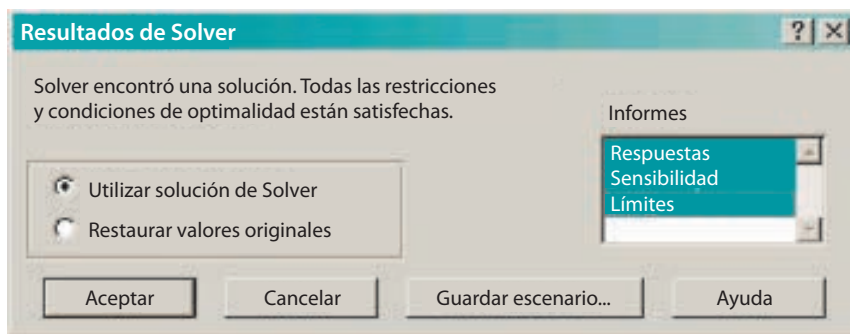 Resultados de Solver
Solver encontró una solución. Todas las restricciones
y condiciones de optimalidad están satisfechas.
Informes
Respuestas
Sensibilidad
Límites
Utilizar solución de Solver
Restaurar valores originales
Aceptar
Cancelar
Guardar escenario...
Ayuda